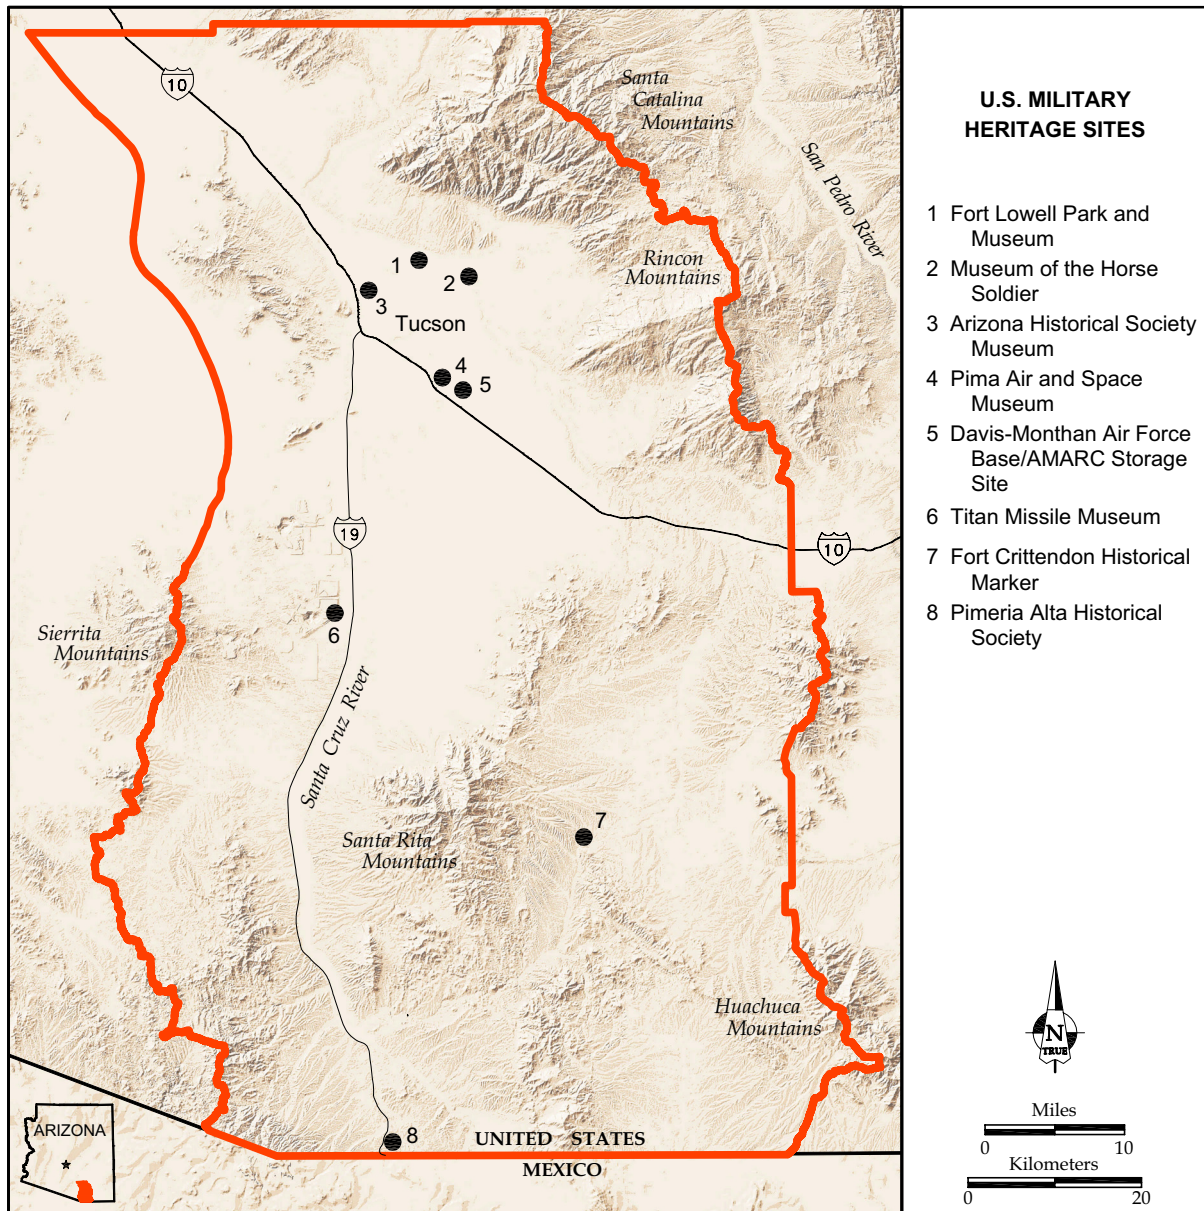 10
Santa
Catalina
Mountains
San Pedro River
Rincon
Mountains
1
2
3
Tucson
4
5
19
10
6
Sierrita
Mountains
Santa Cruz River
7
Santa Rita
Mountains
Huachuca
Mountains
8
UNITED STATES
MEXICO
ARIZONA
U.S. MILITARY
HERITAGE SITES
1 Fort Lowell Park and
Museum
2 Museum of the Horse
Soldier
3 Arizona Historical Society
Museum
4 Pima Air and Space
Museum
5 Davis-Monthan Air Force
Base/AMARC Storage
Site
6 Titan Missile Museum
7 Fort Crittendon Historical
Marker
8 Pimeria Alta Historical
Society
N
TRUE
Miles
0 10
Kilometers
0 20